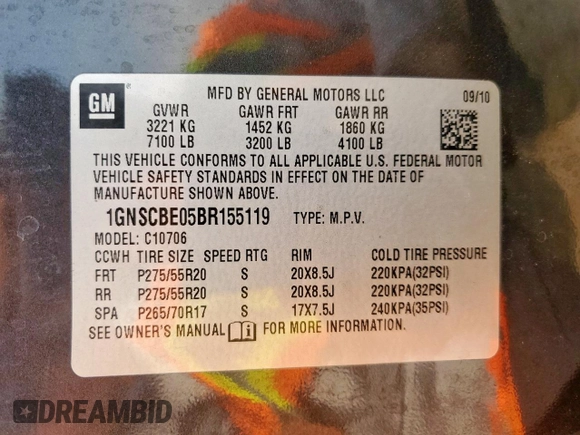 GM
MFD BY GENERAL MOTORS LLC 09/10
GVWR GAWR FRT GAWR RR
3221 KG 1452 KG 1860 KG
7100 LB 3200 LB 4100 LB
THIS VEHICLE CONFORMS TO ALL APPLICABLE U.S. FEDERAL MOTOR
VEHICLE SAFETY STANDARDS IN EFFECT ON THE DATE OF
MANUFACTURE SHOWN ABOVE.
1GNSCBE05BR155119 TYPE: M.P.V.
MODEL: C10706
CCWH TIRE SIZE SPEED RTG RIM COLD TIRE PRESSURE
FRT P275/55R20 S 20X8.5J 220KPA(32PSI)
RR P275/55R20 S 20X8.5J 220KPA(32PSI)
SPA P265/70R17 S 17X7.5J 240KPA(35PSI)
SEE OWNER'S MANUAL FOR MORE INFORMATION.
DREAMBID